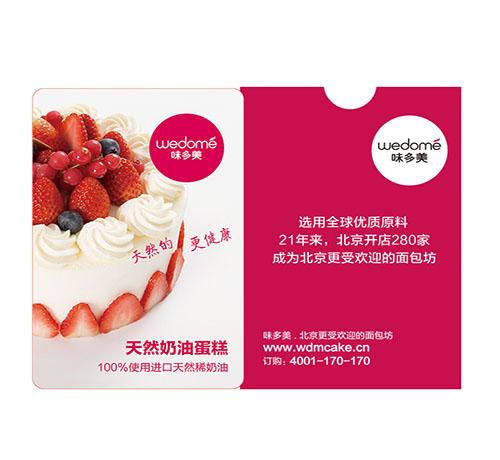 wedomé
味多美
天然的 更健康
天然奶油蛋糕
100%使用进口天然稀奶油
wedomé
味多美
选用全球优质原料
21年来，北京开店280家
成为北京更受欢迎的面包坊
味多美 . 北京更受欢迎的面包坊
www.wdmcake.cn
订购: 4001-170-170